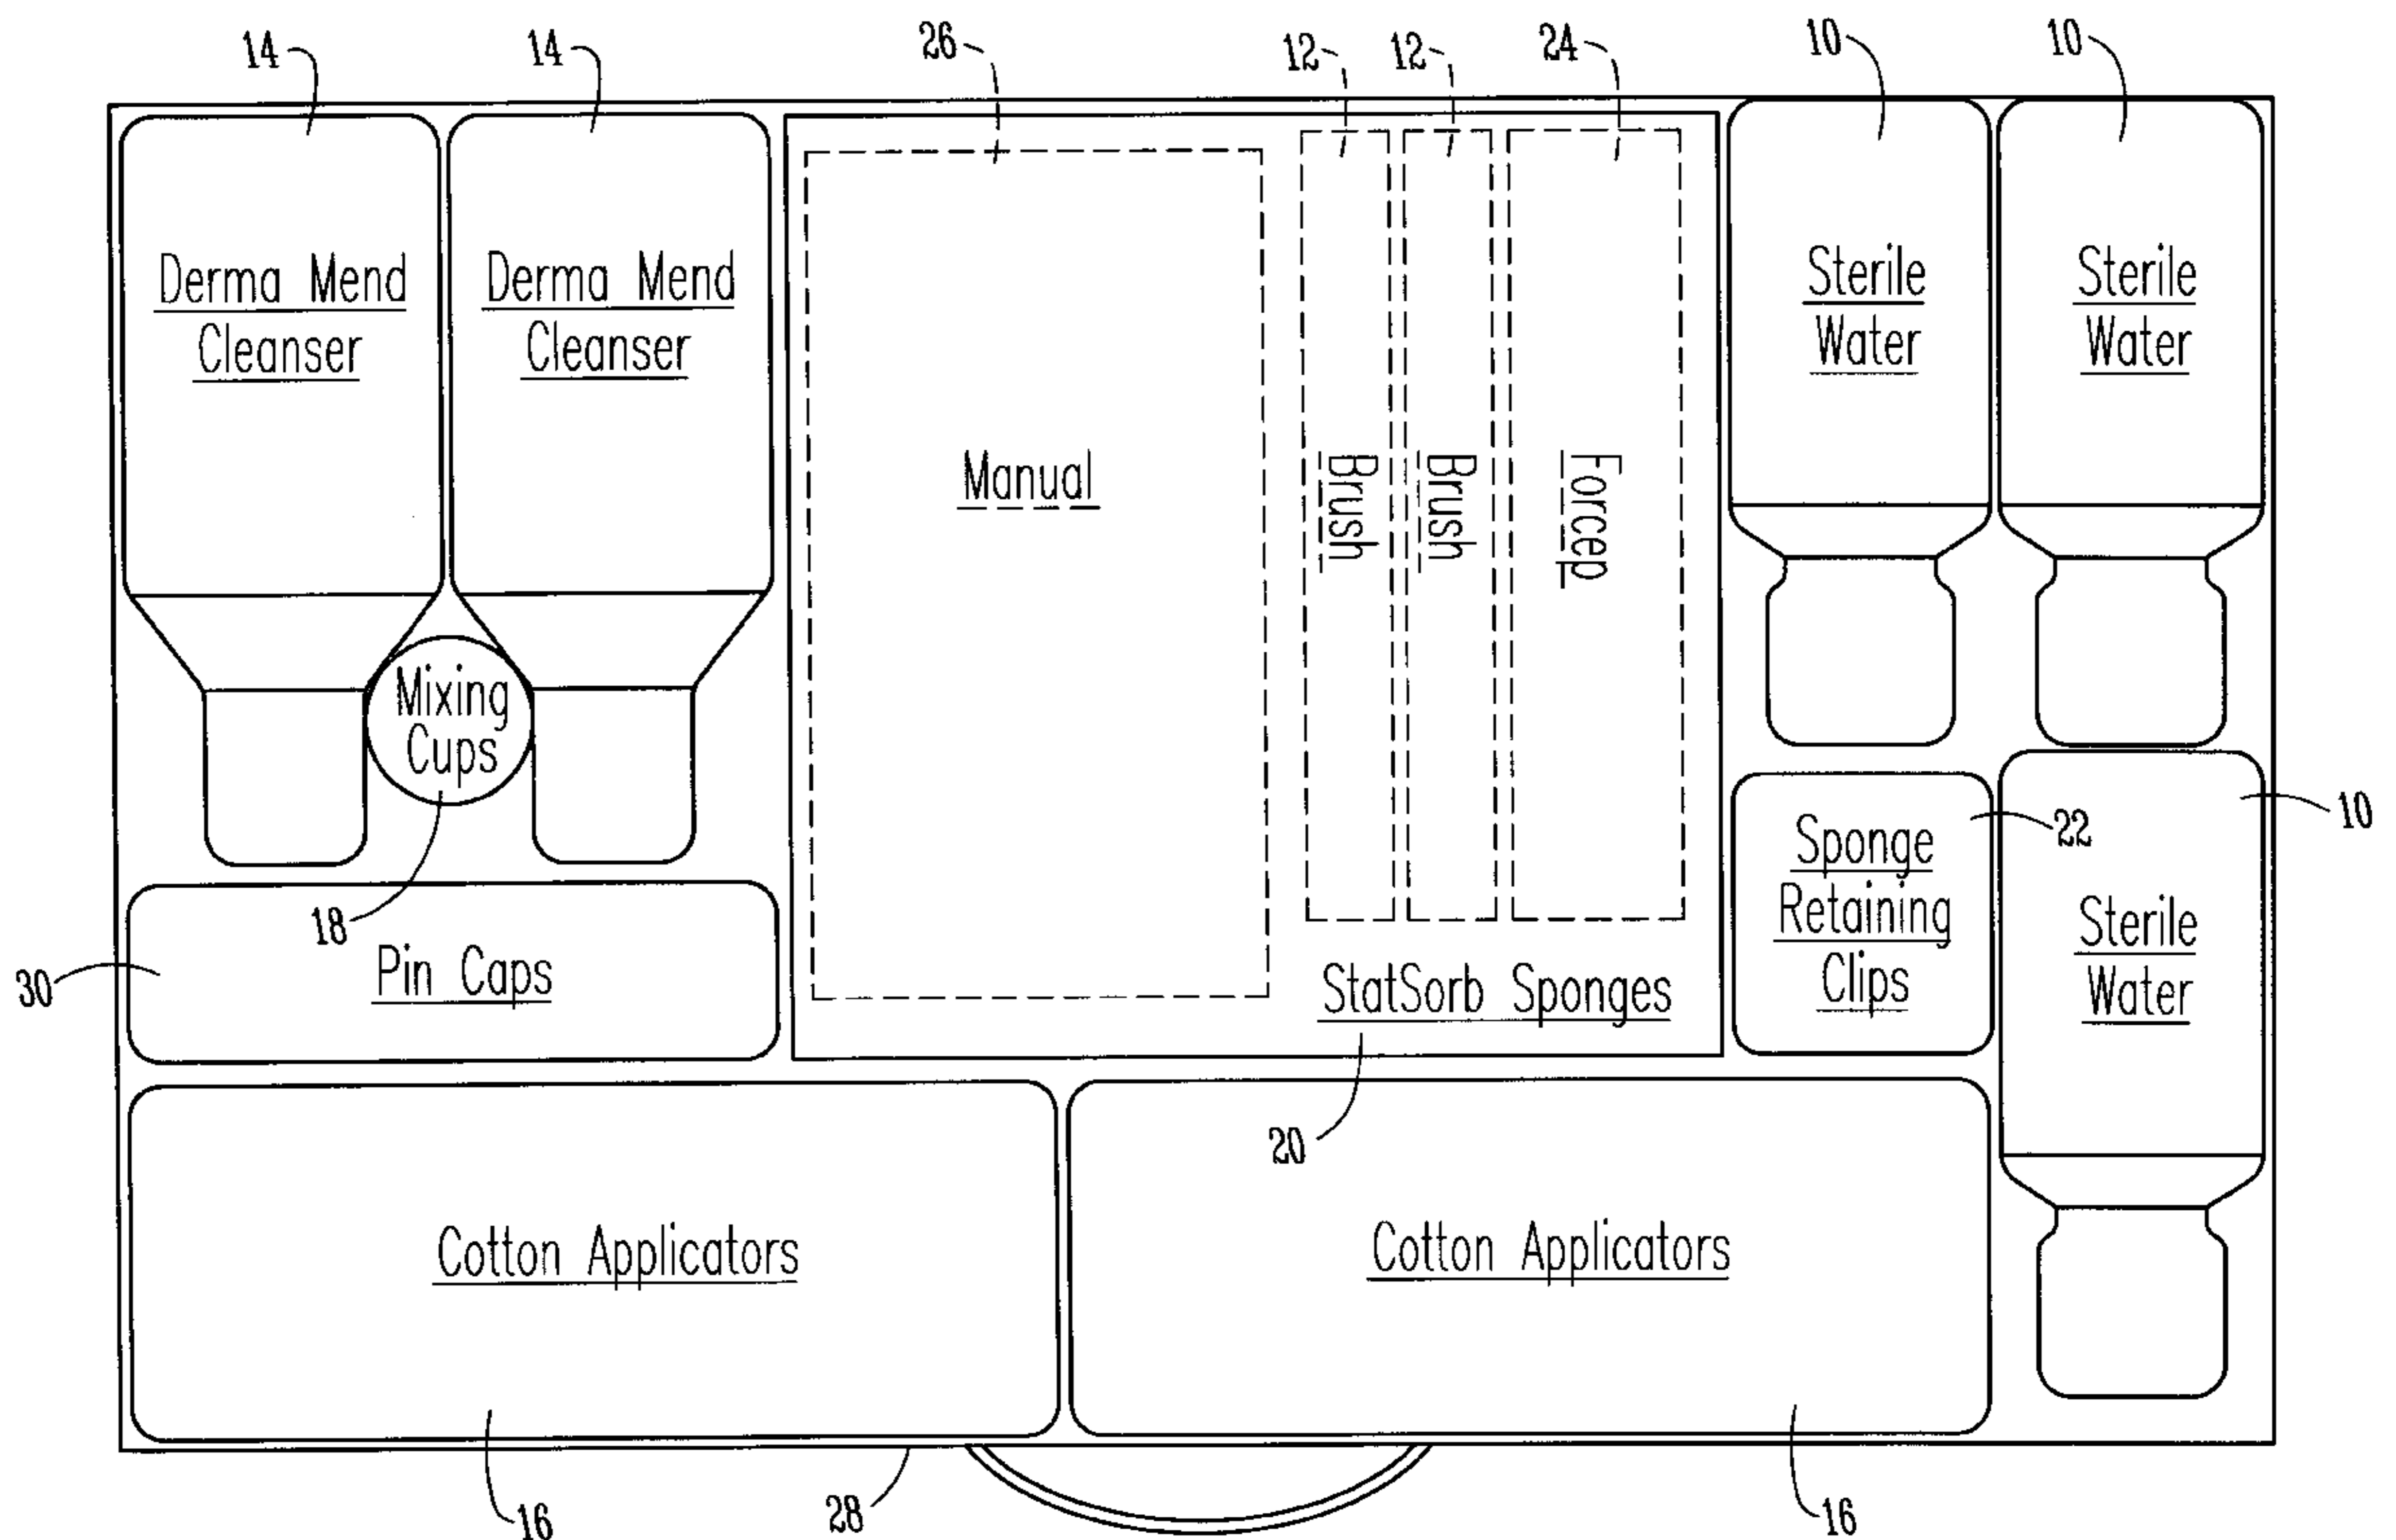 14
14
26
12
12
24
10
10
Derma Mend
Cleanser
Derma Mend
Cleanser
Manual
Brush
Brush
Forcep
Sterile
Water
Sterile
Water
Mixing
Cups
18
Pin Caps
30
StatSorb Sponges
20
Sponge
Retaining
Clips
22
10
Sterile
Water
Cotton Applicators
Cotton Applicators
16
28
16